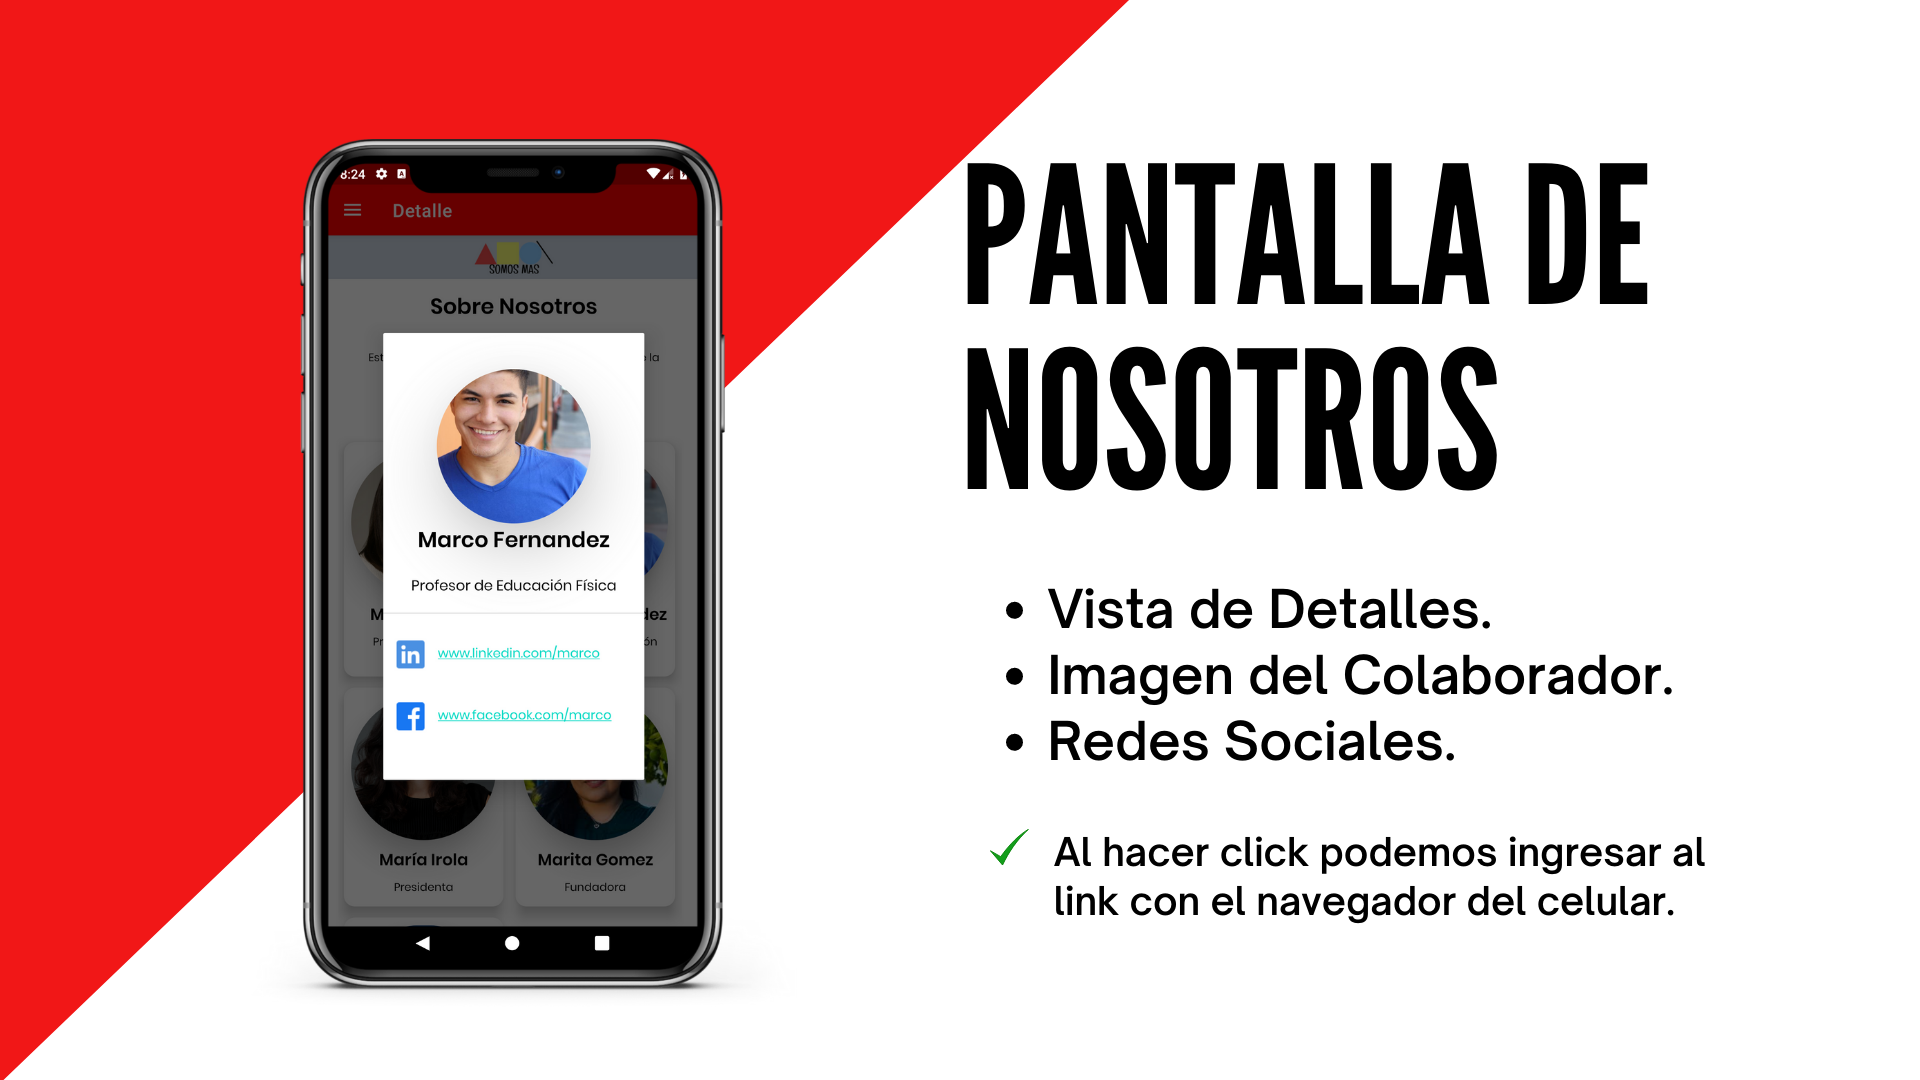 8:24
Detalle
SOMOS MAS
Sobre Nosotros
la
Marco Fernandez
Profesor de Educación Física
www.linkedin.com/marco
www.facebook.com/marco
María Irola
Marita Gomez
Presidenta
Fundadora
PANTALLA DE
NOSOTROS
• Vista de Detalles.
• Imagen del Colaborador.
• Redes Sociales.
✓ Al hacer click podemos ingresar al
link con el navegador del celular.